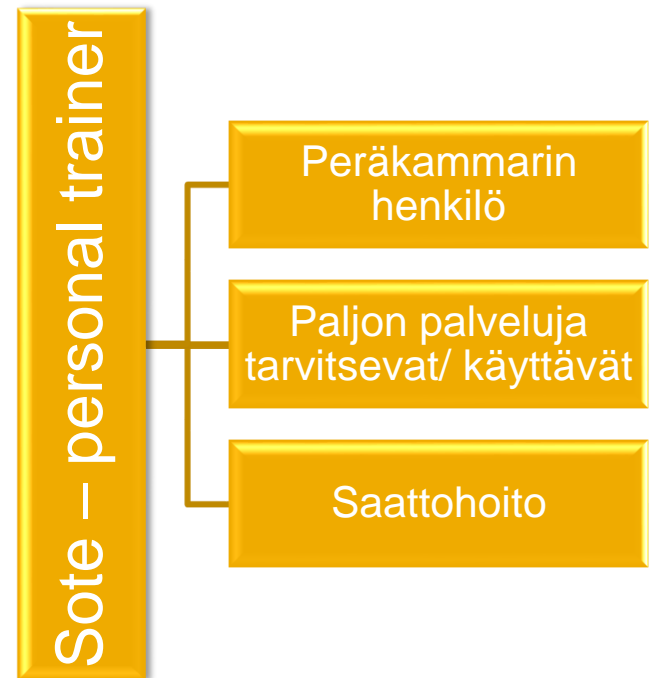 Sote – personal trainer
Peräkammarin
henkilö
Paljon palveluja
tarvitsevat/ käyttävät
Saattohoito